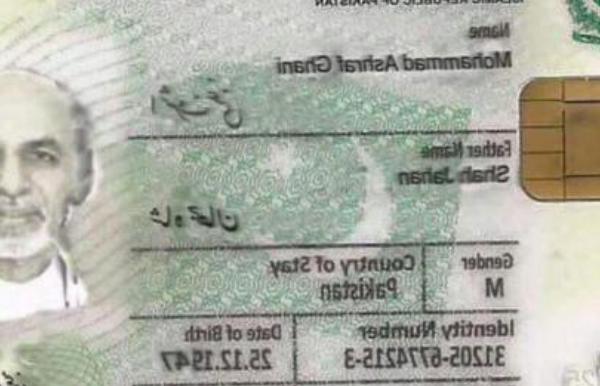 ISLAMIC REPUBLIC OF PAKISTAN
Name
Mohammad Ashraf Ghani
اشرف غنی
Father Name
Shah Jahan
شاہ جہان
Gender
Country of Stay
M
Pakistan
Identity Number
Date of Birth
31205-6774215-3
25.12.1947